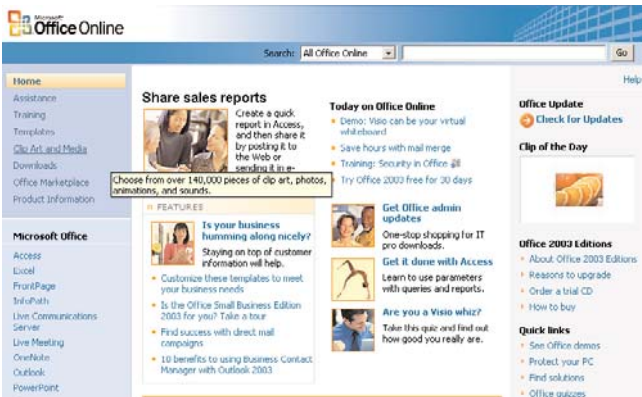 Microsoft
Office Online
Search: All Office Online Go
Help
Home
Assistance
Training
Templates
Clip Art and Media
Downloads
Office Marketplace
Product Information
Microsoft Office
Access
Excel
FrontPage
InfoPath
Live Communications
Server
Live Meeting
OneNote
Outlook
PowerPoint
Share sales reports
Create a quick
report in Access,
and then share it
by posting it to
the Web or
sending it in e-
Choose from over 140,000 pieces of clip art, photos,
animations, and sounds.
FEATURES
Is your business
humming along nicely?
Staying on top of customer
information will help.
Customize these templates to meet
your business needs
Is the Office Small Business Edition
2003 for you? Take a tour
Find success with direct mail
campaigns
10 benefits to using Business Contact
Manager with Outlook 2003
Today on Office Online
Demo: Visio can be your virtual
whiteboard
Save hours with mail merge
Training: Security in Office
Try Office 2003 free for 30 days
Get Office admin
updates
One-stop shopping for IT
pro downloads.
Get it done with Access
Learn to use parameters
with queries and reports.
Are you a Visio whiz?
Take this quiz and find out
how good you really are.
Office Update
Check for Updates
Clip of the Day
Office 2003 Editions
About Office 2003 Editions
Reasons to upgrade
Order a trial CD
How to buy
Quick links
See Office demos
Protect your PC
Find solutions
Office quizzes